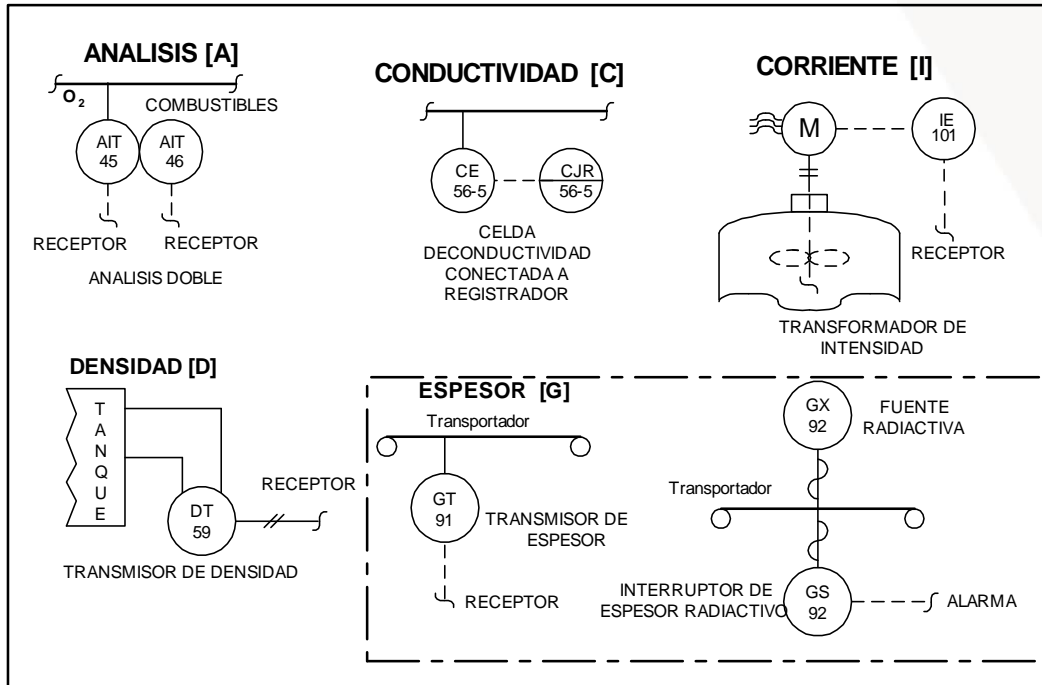 ANALISIS [A]
O2
COMBUSTIBLES
AIT
45
AIT
46
RECEPTOR
RECEPTOR
ANALISIS DOBLE
CONDUCTIVIDAD [C]
CE
56-5
CJR
56-5
CELDA
DECONDUCTIVIDAD
CONECTADA A
REGISTRADOR
CORRIENTE [I]
M
IE
101
RECEPTOR
TRANSFORMADOR DE
INTENSIDAD
DENSIDAD [D]
TANQUE
DT
59
RECEPTOR
TRANSMISOR DE DENSIDAD
ESPESOR [G]
Transportador
GT
91
TRANSMISOR DE
ESPESOR
RECEPTOR
GX
92
FUENTE
RADIACTIVA
Transportador
INTERRUPTOR DE
ESPESOR RADIACTIVO
GS
92
ALARMA